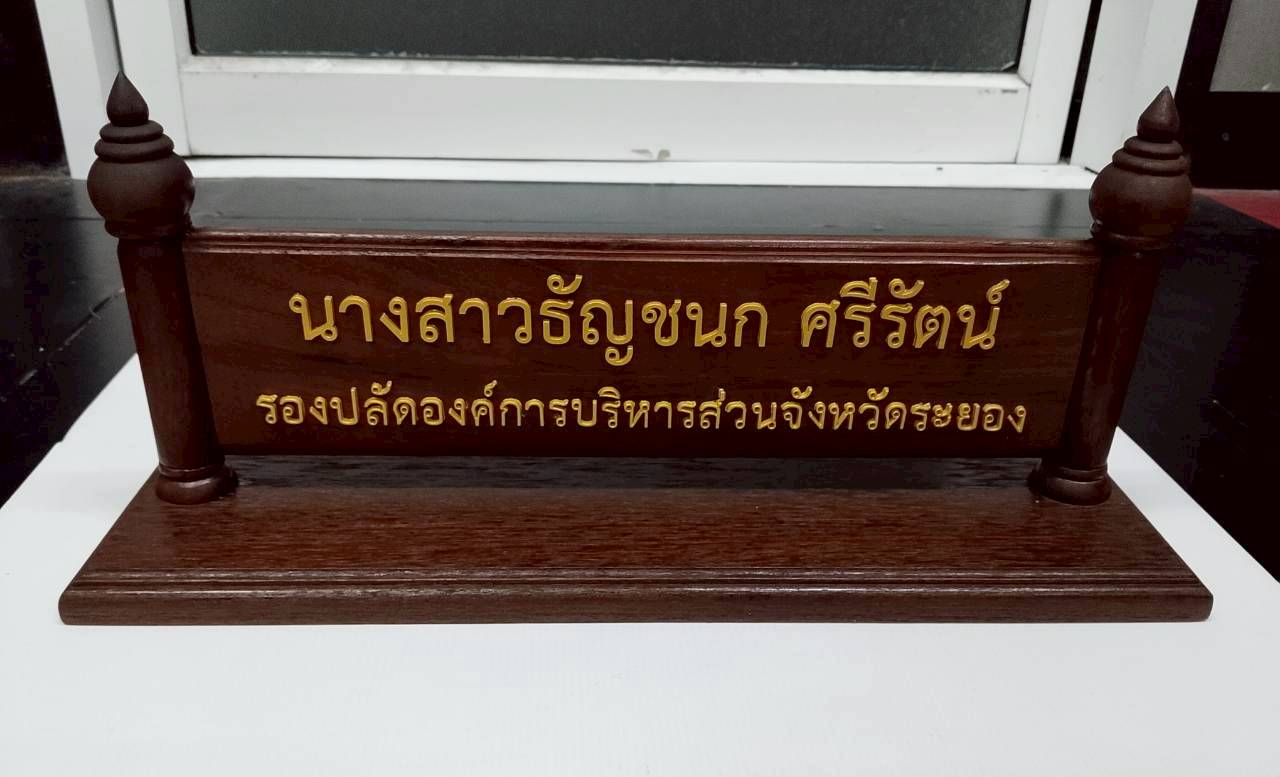 นางสาวธัญชนก ศรีรัตน์
รองปลัดองค์การบริหารส่วนจังหวัดระยอง